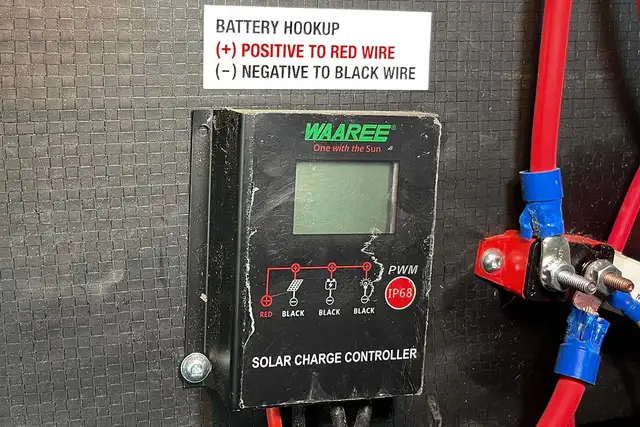 BATTERY HOOKUP
(+) POSITIVE TO RED WIRE
(-) NEGATIVE TO BLACK WIRE
WAAREE®
One with the Sun
PWM
IP68
RED BLACK BLACK BLACK
SOLAR CHARGE CONTROLLER